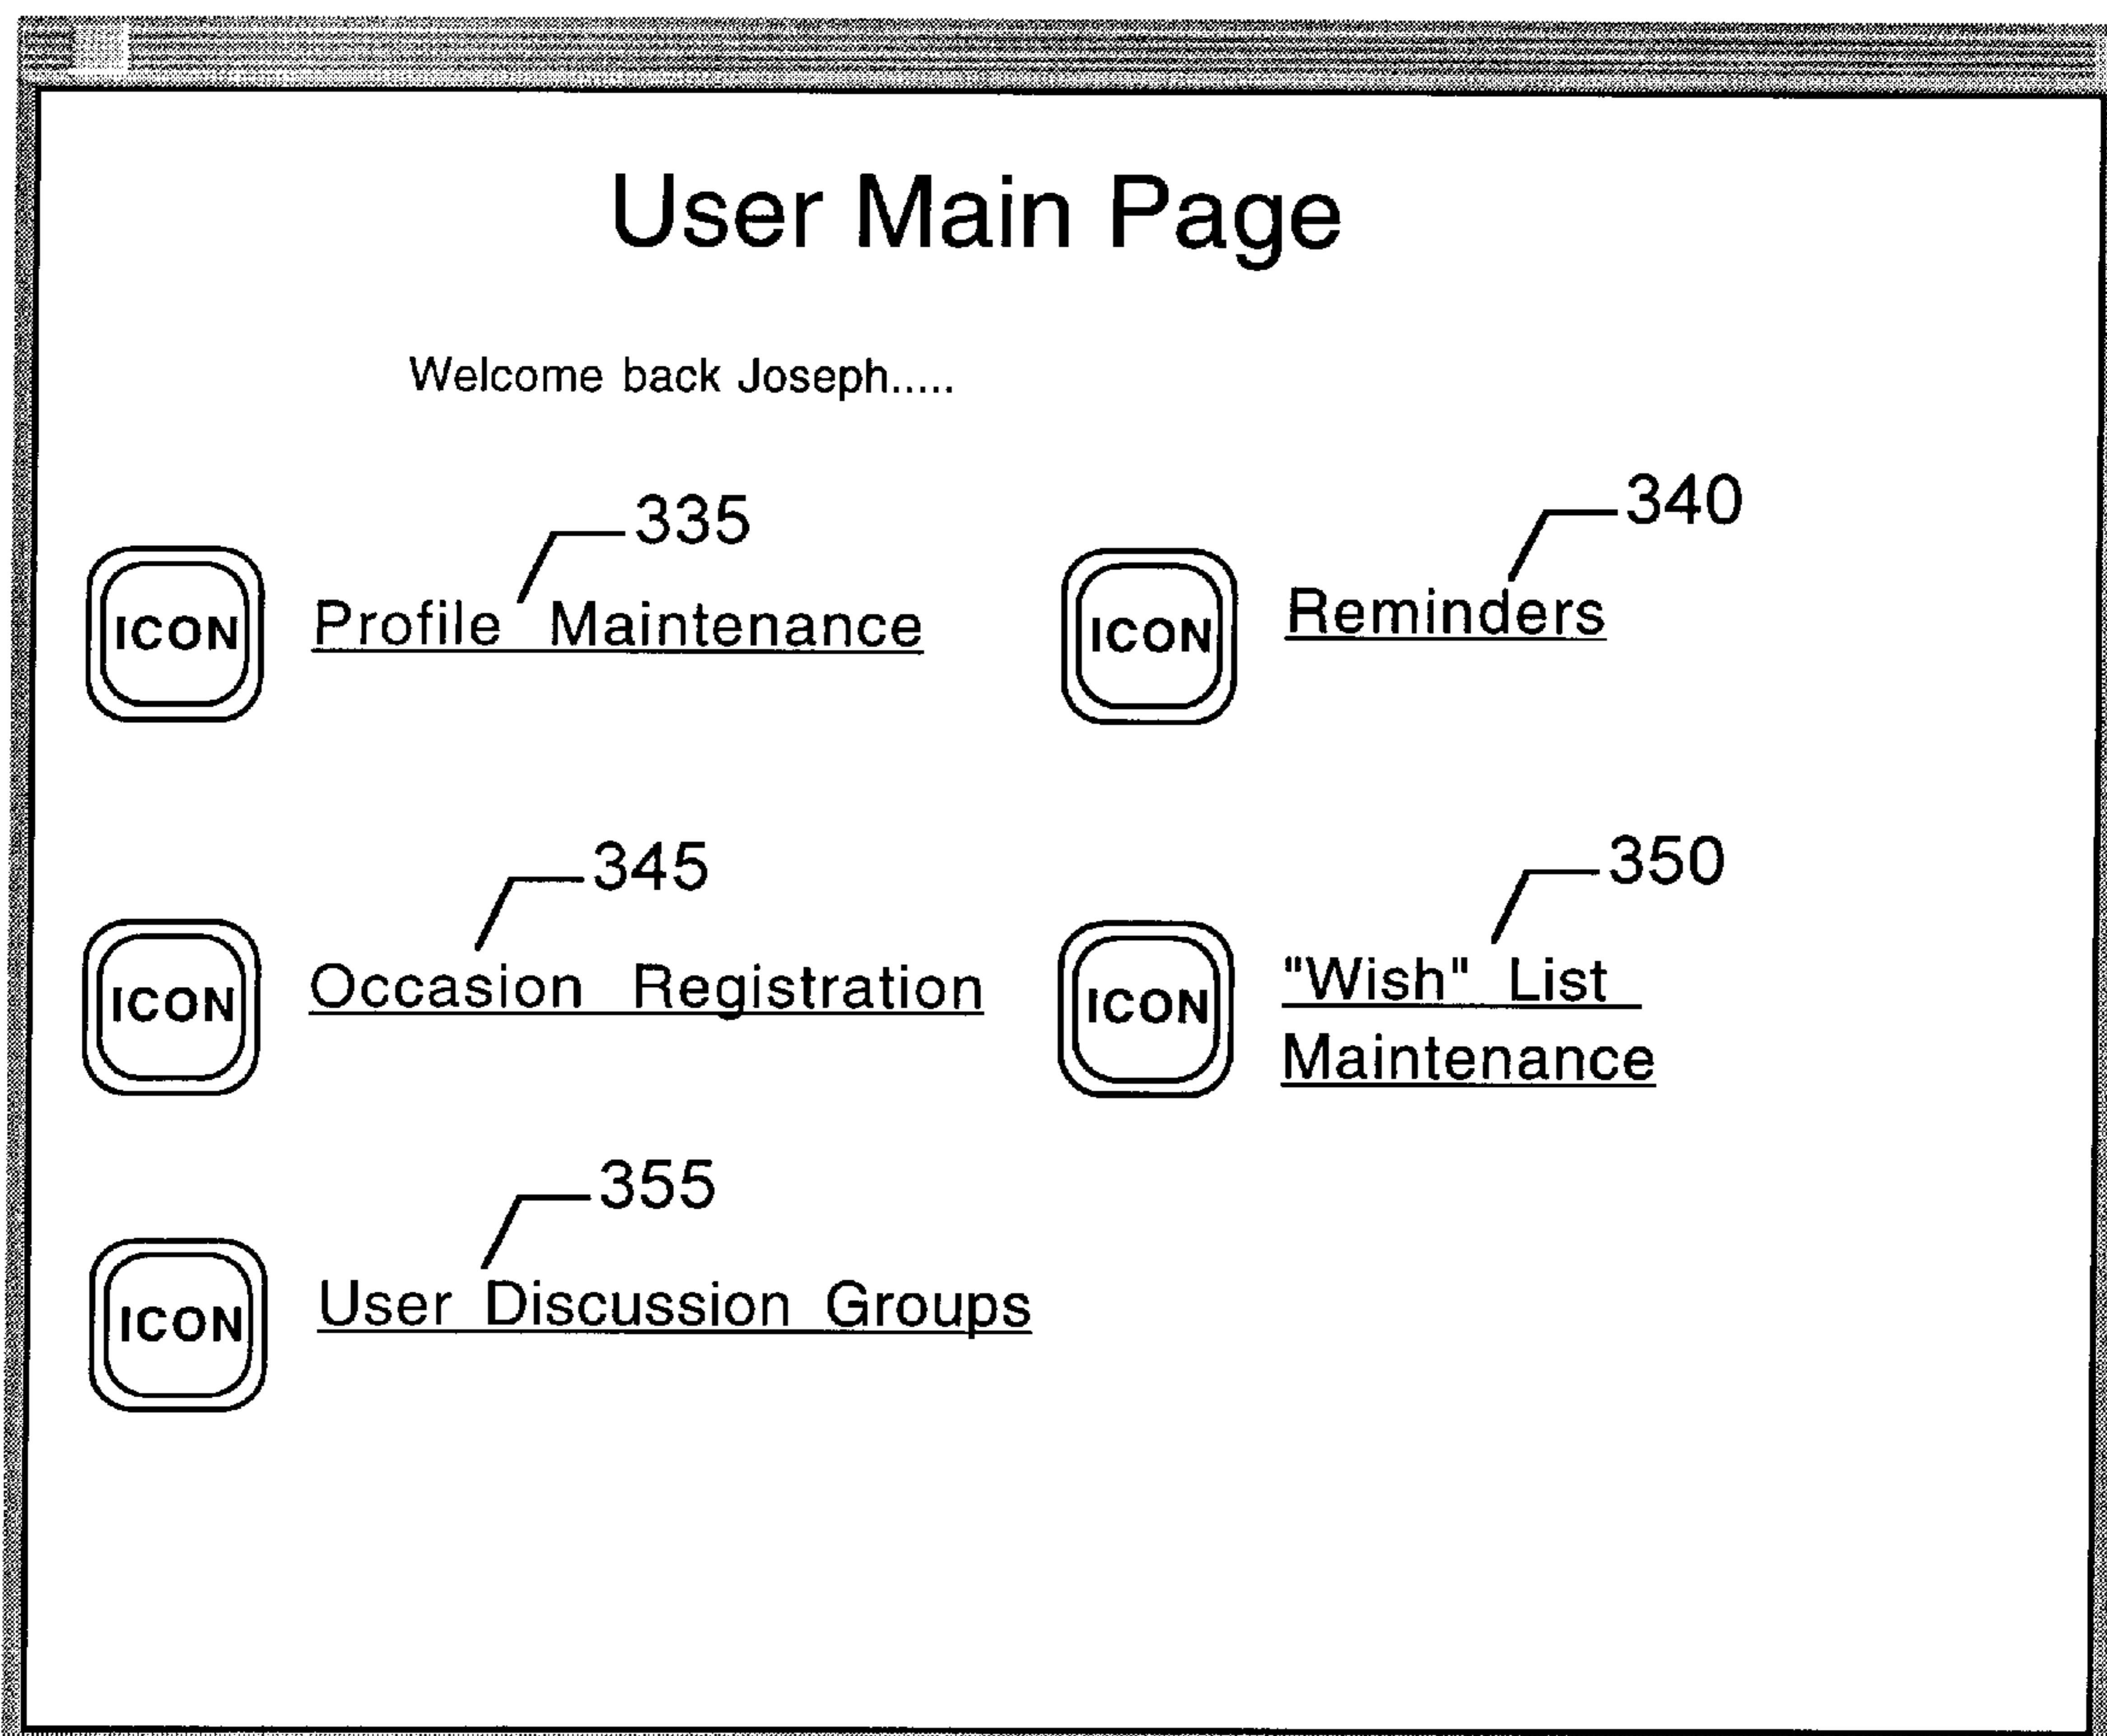 User Main Page
Welcome back Joseph.....
335
ICON Profile Maintenance
340
ICON Reminders
345
ICON Occasion Registration
350
ICON "Wish" List
Maintenance
355
ICON User Discussion Groups